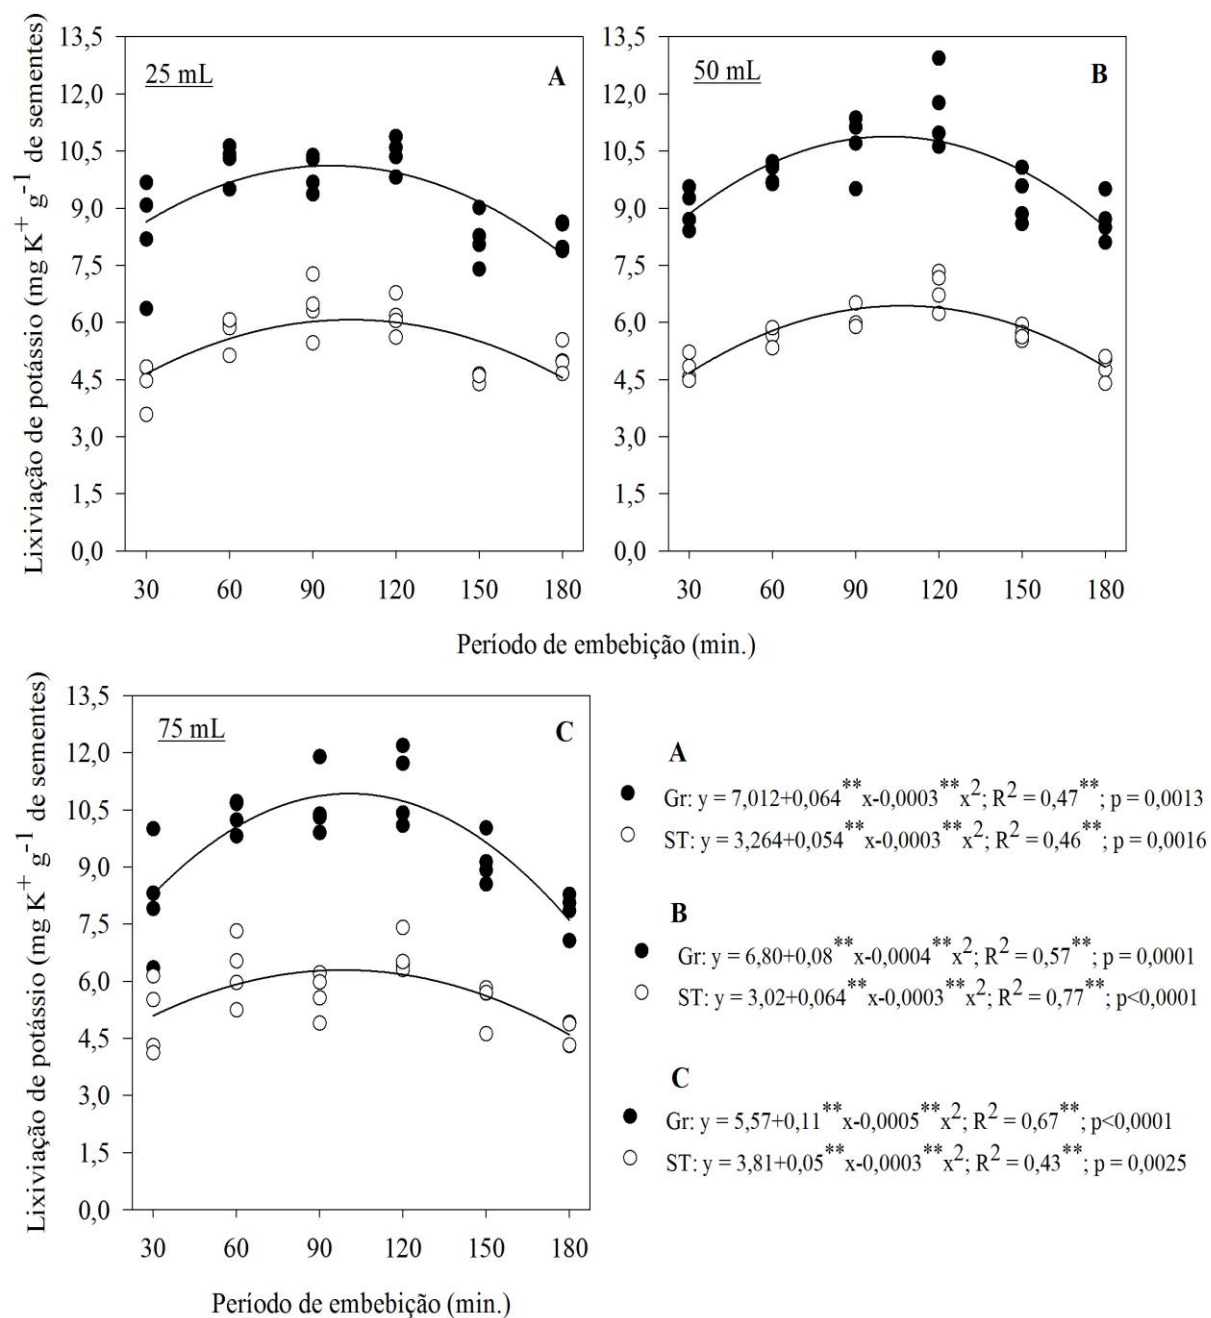 Lixiviação de potássio (mg K⁺ g⁻¹ de sementes)
25 mL
A
13,5
12,0
10,5
9,0
7,5
6,0
4,5
3,0
1,5
0,0
30 60 90 120 150 180
50 mL
B
13,5
12,0
10,5
9,0
7,5
6,0
4,5
3,0
1,5
0,0
30 60 90 120 150 180
Período de embebição (min.)
Lixiviação de potássio (mg K⁺ g⁻¹ de sementes)
75 mL
C
13,5
12,0
10,5
9,0
7,5
6,0
4,5
3,0
1,5
0,0
30 60 90 120 150 180
Período de embebição (min.)
A
Gr: y = 7,012+0,064**x-0,0003**x²; R² = 0,47**; p = 0,0013
ST: y = 3,264+0,054**x-0,0003**x²; R² = 0,46**; p = 0,0016
B
Gr: y = 6,80+0,08**x-0,0004**x²; R² = 0,57**; p = 0,0001
ST: y = 3,02+0,064**x-0,0003**x²; R² = 0,77**; p<0,0001
C
Gr: y = 5,57+0,11**x-0,0005**x²; R² = 0,67**; p<0,0001
ST: y = 3,81+0,05**x-0,0003**x²; R² = 0,43**; p = 0,0025